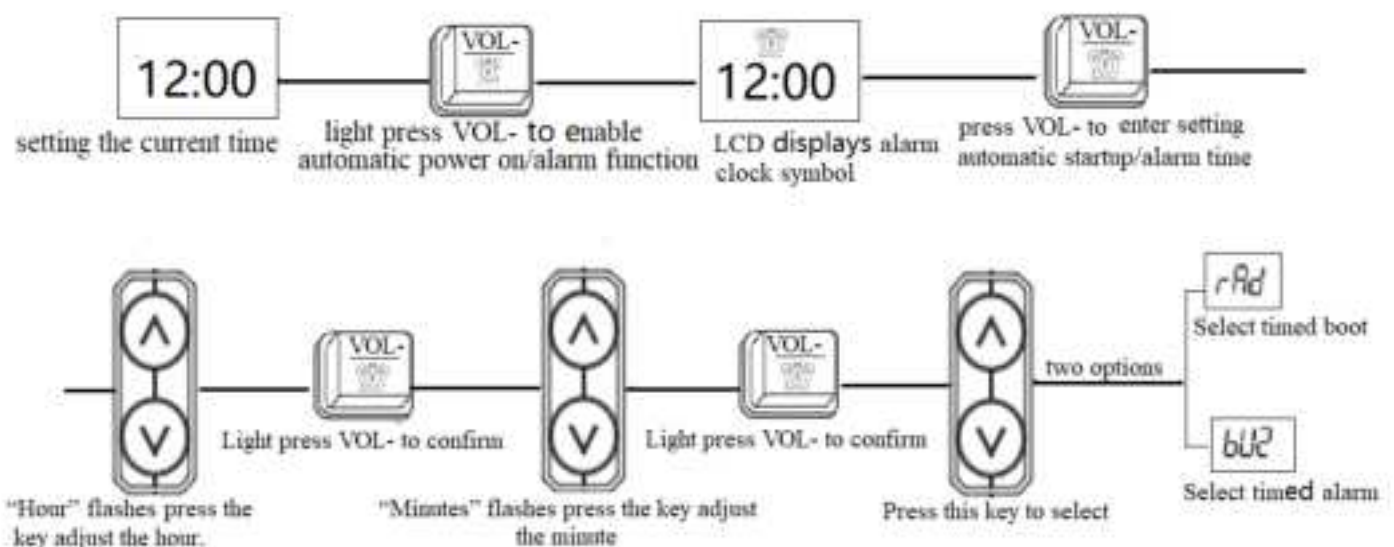 12:00
VOL-
12:00
VOL-
setting the current time
light press VOL- to enable
automatic power on/alarm function
LCD displays alarm
clock symbol
press VOL- to enter setting
automatic startup/alarm time
VOL-
VOL-
two options
rAd
Select timed boot
bUZ
Select timed alarm
Light press VOL- to confirm
Light press VOL- to confirm
"Hour" flashes press the
key adjust the hour.
"Minutes" flashes press the key adjust
the minute
Press this key to select